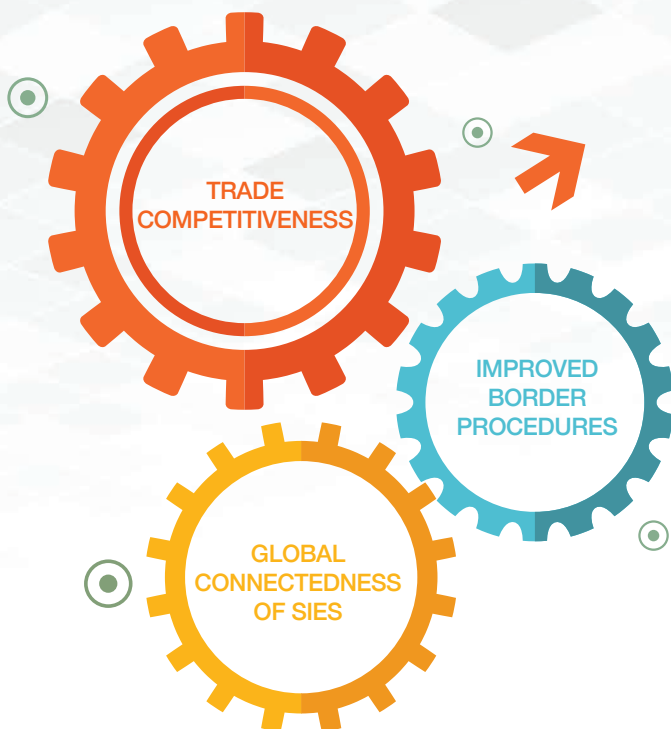 TRADE
COMPETITIVENESS
IMPROVED
BORDER
PROCEDURES
GLOBAL
CONNECTEDNESS
OF SIES